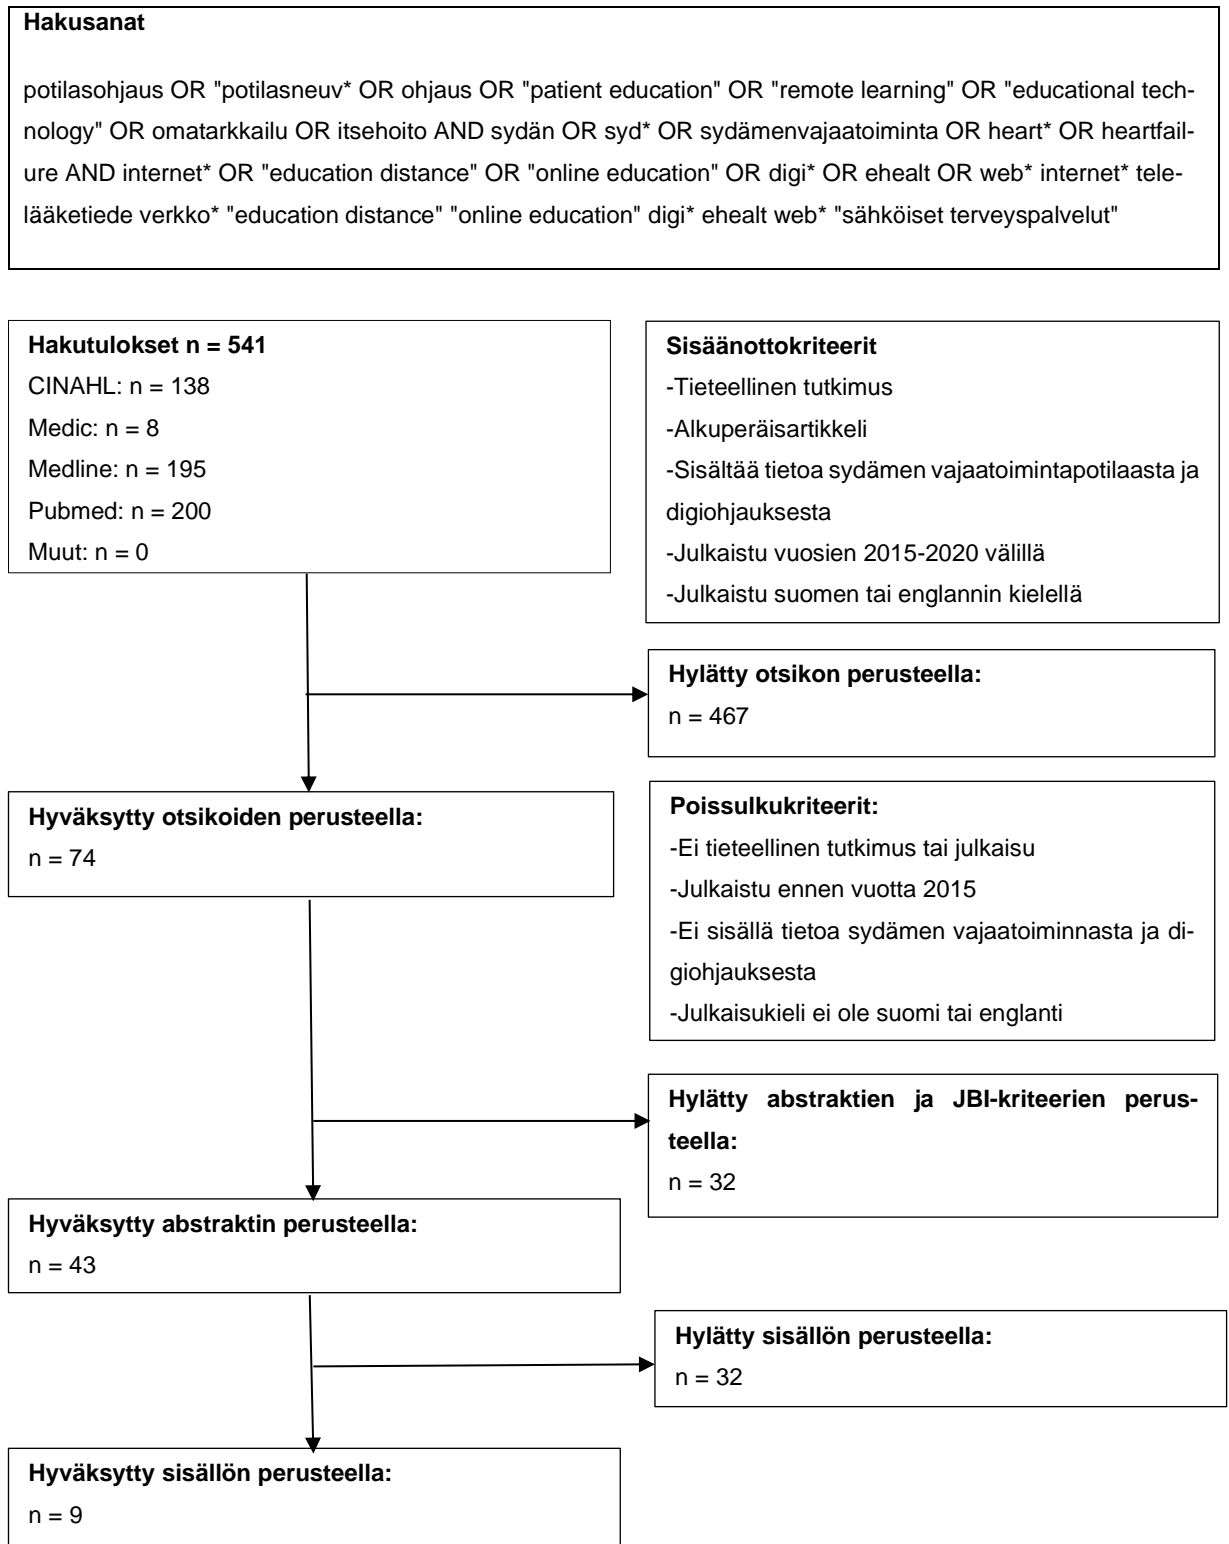 Hakusanat
potilasohjaus OR "potilasneuv* OR ohjaus OR "patient education" OR "remote learning" OR "educational tech-
nology" OR omatarkkailu OR itsehoito AND sydän OR syd* OR sydämenvajaatoiminta OR heart* OR heartfail-
ure AND internet* OR "education distance" OR "online education" OR digi* OR ehealt OR web* internet* tele-
lääketiede verkko* "education distance" "online education" digi* ehealt web* "sähköiset terveyspalvelut"
Hakutulokset n = 541
CINAHL: n = 138
Medic: n = 8
Medline: n = 195
Pubmed: n = 200
Muut: n = 0
Sisäänottokriteerit
-Tieteellinen tutkimus
-Alkuperäisartikkeli
-Sisältää tietoa sydämen vajaatoimintapotilaasta ja
digiohjauksesta
-Julkaistu vuosien 2015-2020 välillä
-Julkaistu suomen tai englannin kielellä
Hylätty otsikon perusteella:
n = 467
Hyväksytty otsikoiden perusteella:
n = 74
Poissulkukriteerit:
-Ei tieteellinen tutkimus tai julkaisu
-Julkaistu ennen vuotta 2015
-Ei sisällä tietoa sydämen vajaatoiminnasta ja di-
giohjauksesta
-Julkaisukieli ei ole suomi tai englanti
Hylätty abstraktien ja JBI-kriteerien perus-
teella:
n = 32
Hyväksytty abstraktin perusteella:
n = 43
Hylätty sisällön perusteella:
n = 32
Hyväksytty sisällön perusteella:
n = 9